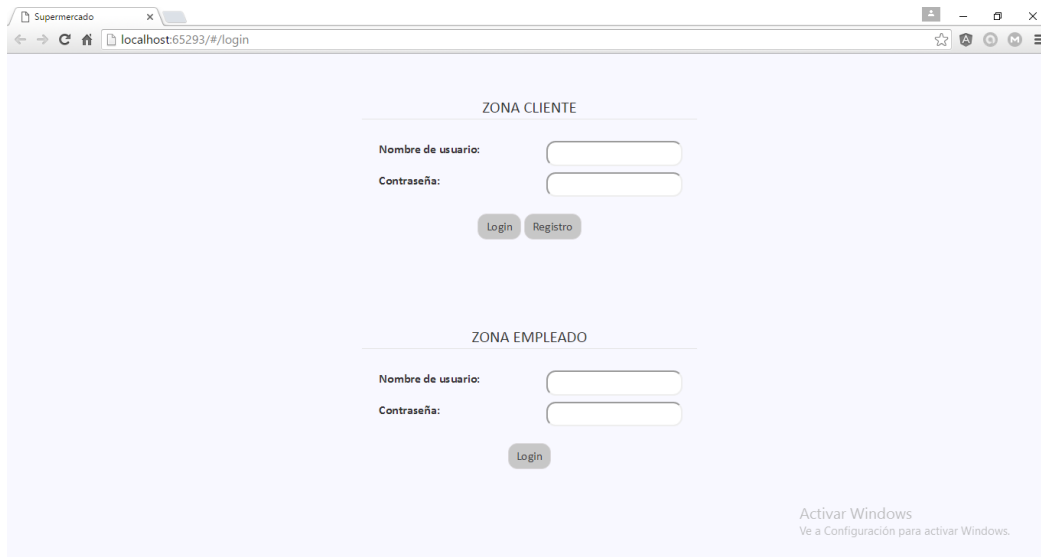 Supermercado
localhost:65293/#/login
ZONA CLIENTE
Nombre de usuario:
Contraseña:
Login Registro
ZONA EMPLEADO
Nombre de usuario:
Contraseña:
Login
Activar Windows
Ve a Configuración para activar Windows.